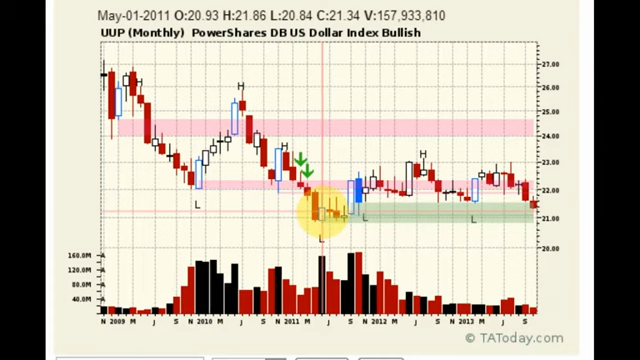 May-01-2011 O:20.93 H:21.86 L:20.84 C:21.34 V:157,933,810
UUP (Monthly) PowerShares DB US Dollar Index Bullish
27.00
26.00
25.00
24.00
23.00
22.00
21.00
20.00
H
H
H
H
L
L
L
L
160.0M
120.0M
80.0M
40.0M
N 2009 M J S N 2010 M J S N 2011 M J S N 2012 M J S N 2013 M J S
© TAToday.com